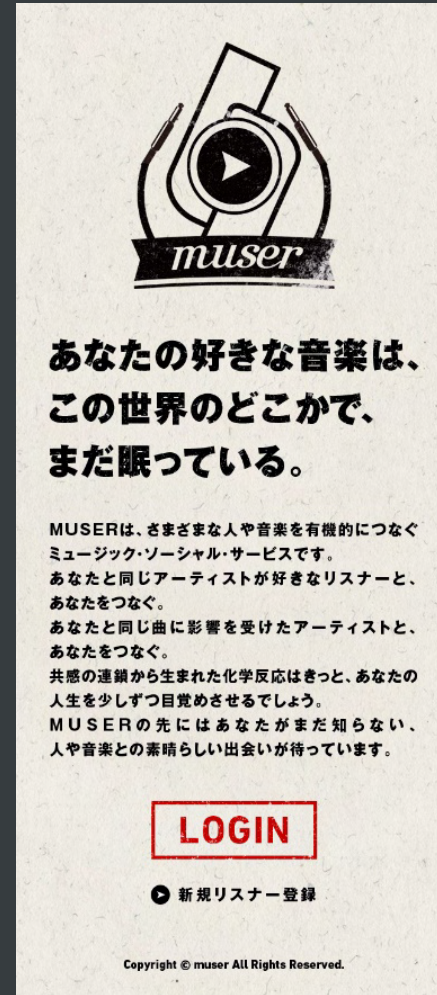 muser
あなたの好きな音楽は、
この世界のどこかで、
まだ眠っている。
MUSERは、さまざまな人や音楽を有機的につなぐ
ミュージック・ソーシャル・サービスです。
あなたと同じアーティストが好きなリスナーと、
あなたをつなぐ。
あなたと同じ曲に影響を受けたアーティストと、
あなたをつなぐ。
共感の連鎖から生まれた化学反応はきっと、あなたの
人生を少しずつ目覚めさせるでしょう。
MUSERの先にはあなたがまだ知らない、
人や音楽との素晴らしい出会いが待っています。
LOGIN
新規リスナー登録
Copyright © muser All Rights Reserved.